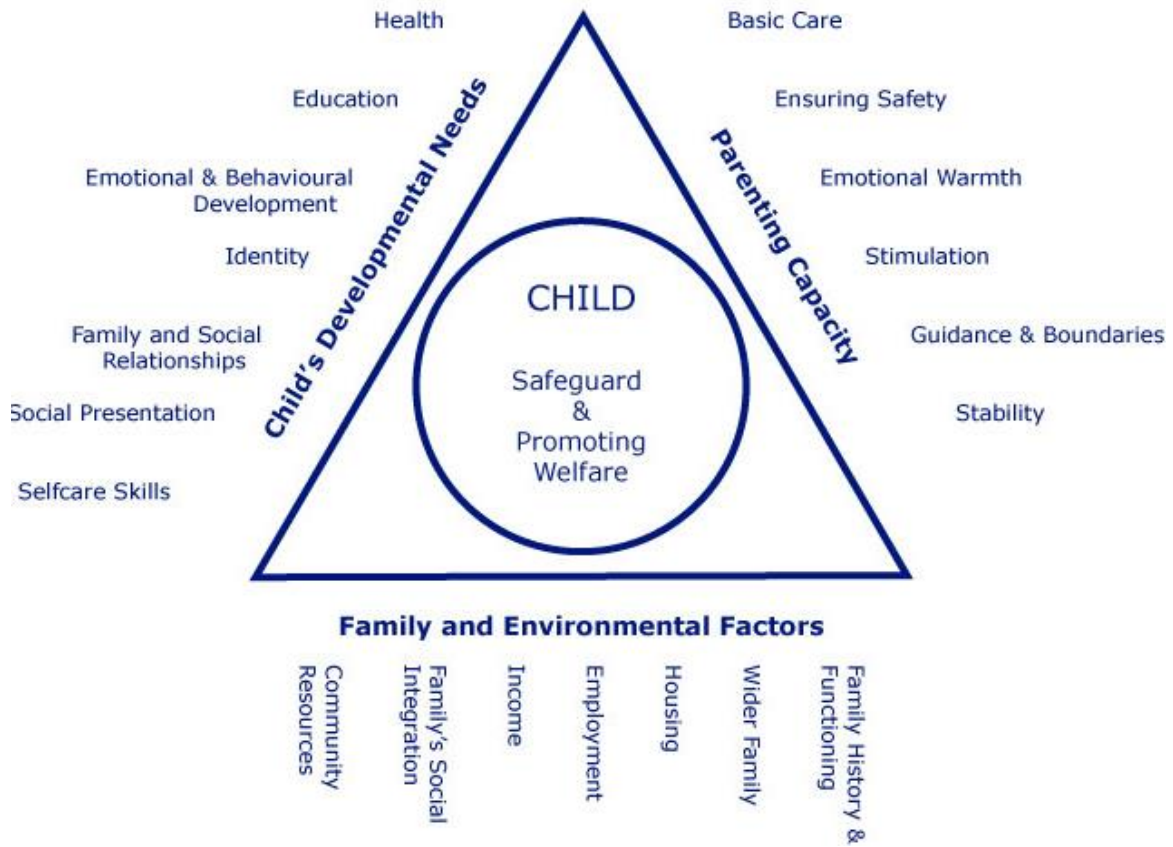 Health
Education
Emotional & Behavioural
Development
Identity
Family and Social
Relationships
Social Presentation
Selfcare Skills
Child's Developmental Needs
Basic Care
Ensuring Safety
Emotional Warmth
Stimulation
Guidance & Boundaries
Stability
Parenting Capacity
CHILD
Safeguard
&
Promoting
Welfare
Family and Environmental Factors
Community
Resources
Family's Social
Integration
Income
Employment
Housing
Wider Family
Family History &
Functioning